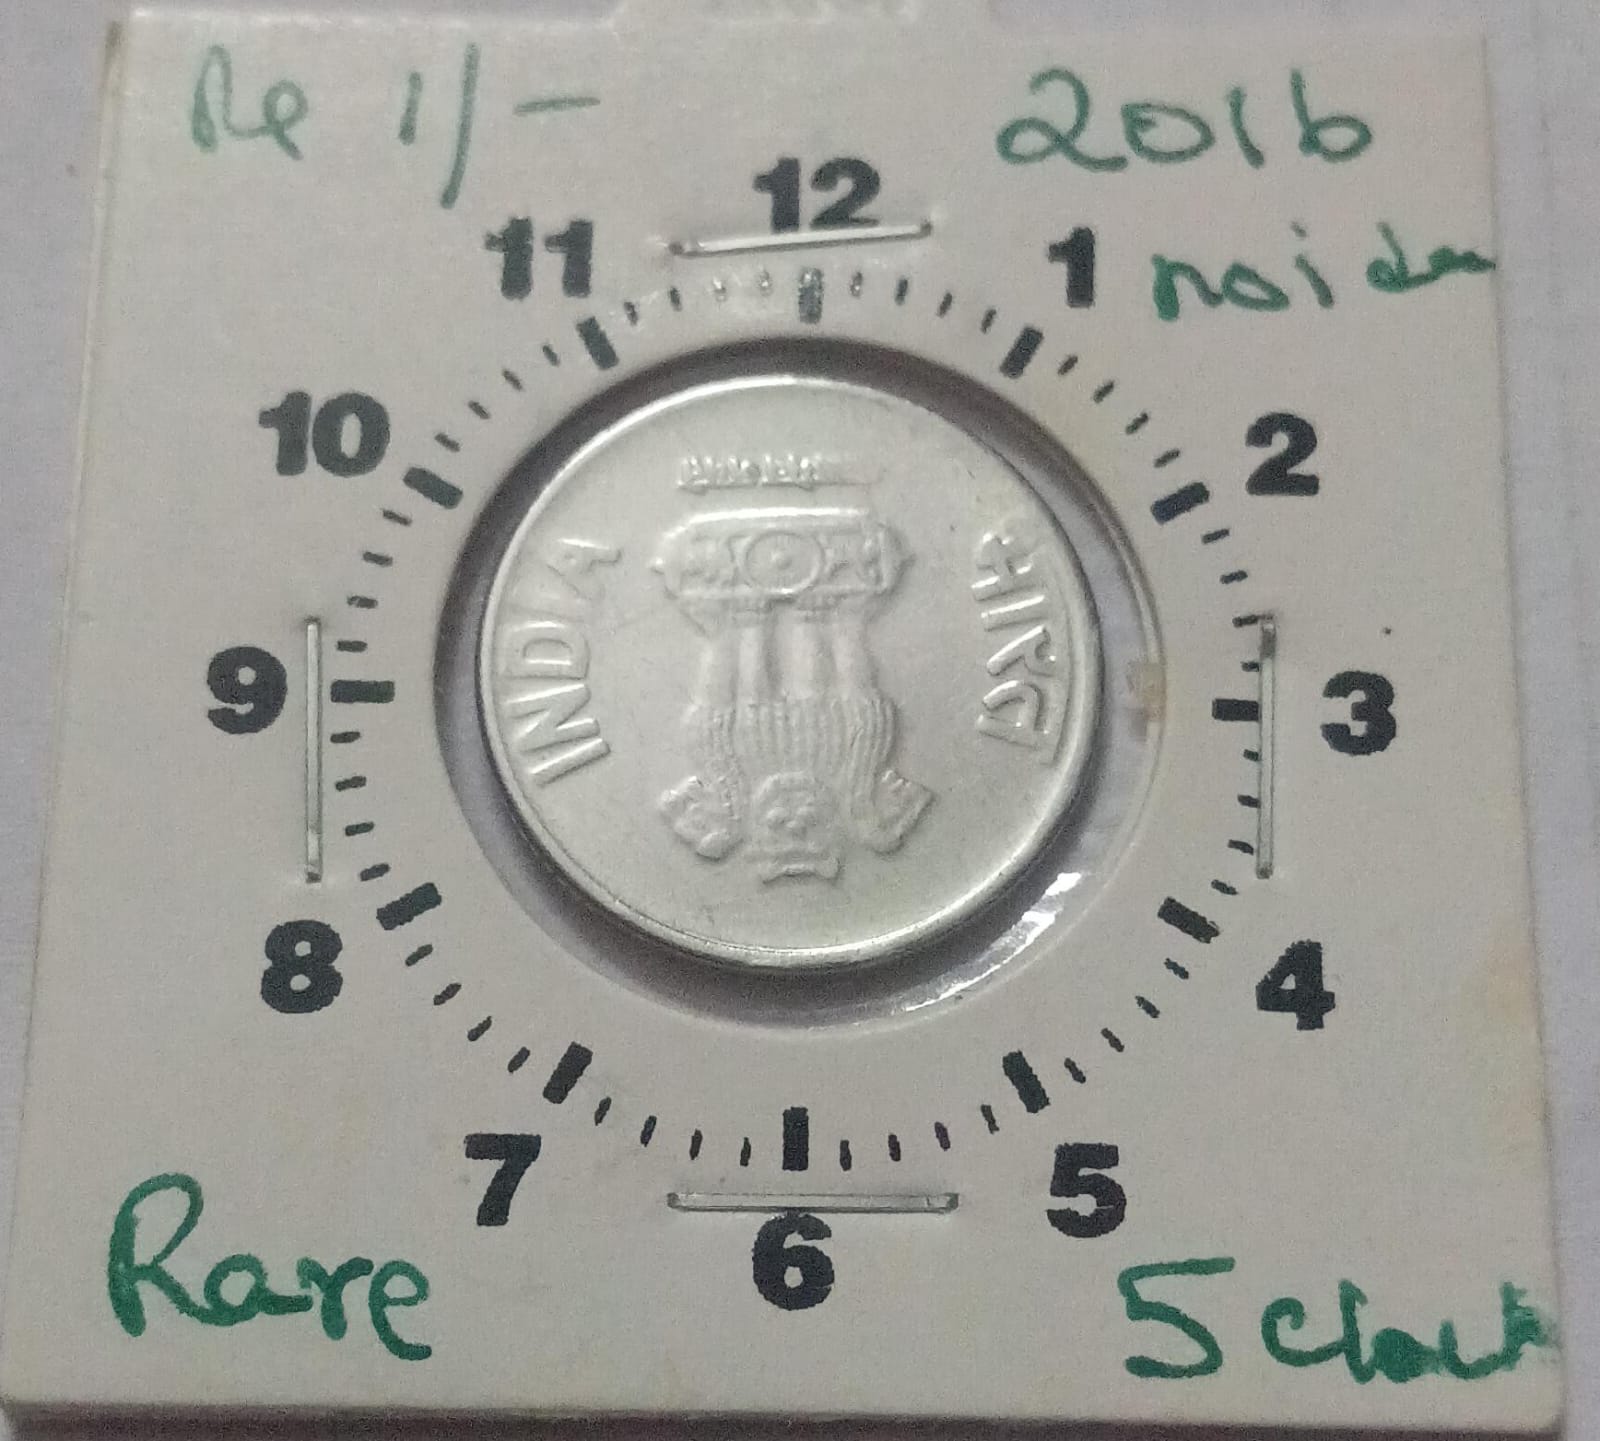 Re 1/- 2016
noida
12
11 1
10 2
9 3
8 4
7 5
6
INDIA भारत
Rare 5 clock